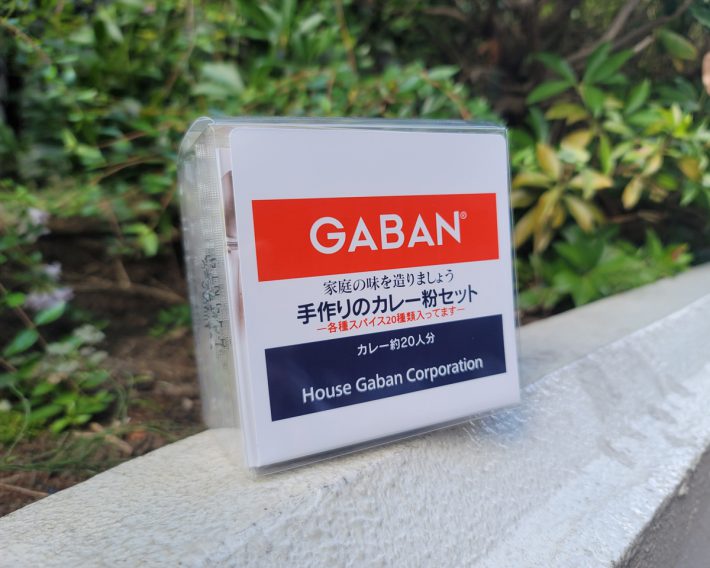 GABAN®
家庭の味を造りましょう
手作りのカレー粉セット
―各種スパイス20種類入ってます―
カレー約20人分
House Gaban Corporation